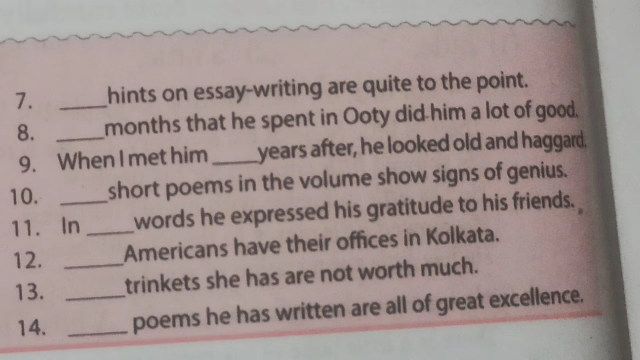 7. ____hints on essay-writing are quite to the point.
8. ____months that he spent in Ooty did him a lot of good.
9. When I met him ____years after, he looked old and haggard.
10. ____short poems in the volume show signs of genius.
11. In ____words he expressed his gratitude to his friends.
12. ____Americans have their offices in Kolkata.
13. ____trinkets she has are not worth much.
14. ____ poems he has written are all of great excellence.